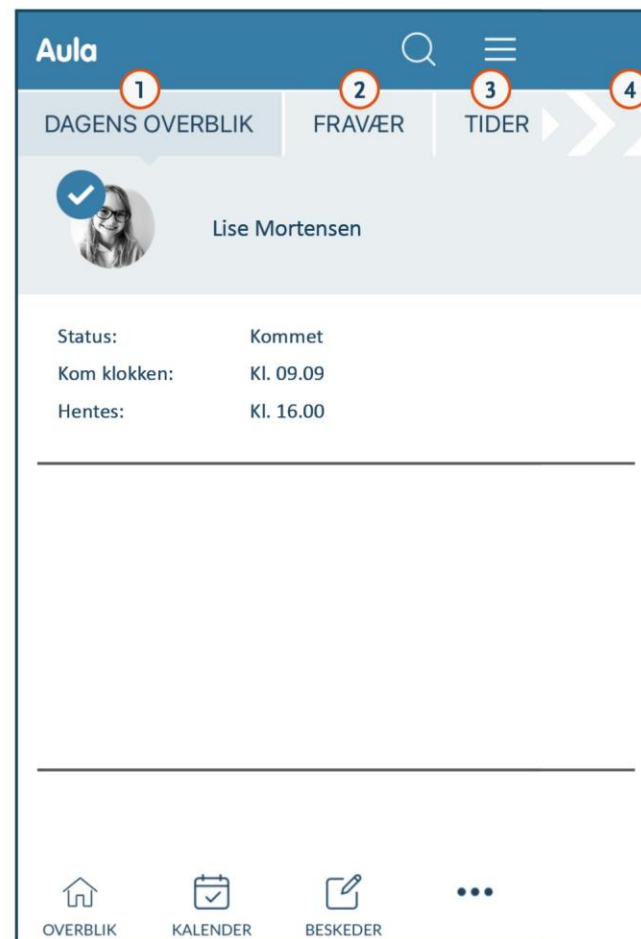 Aula
1 2 3 4
DAGENS OVERBLIK FRAVÆR TIDER
Lise Mortensen
Status: Kommet
Kom klokken: Kl. 09.09
Hentes: Kl. 16.00
OVERBLIK KALENDER BESKEDER